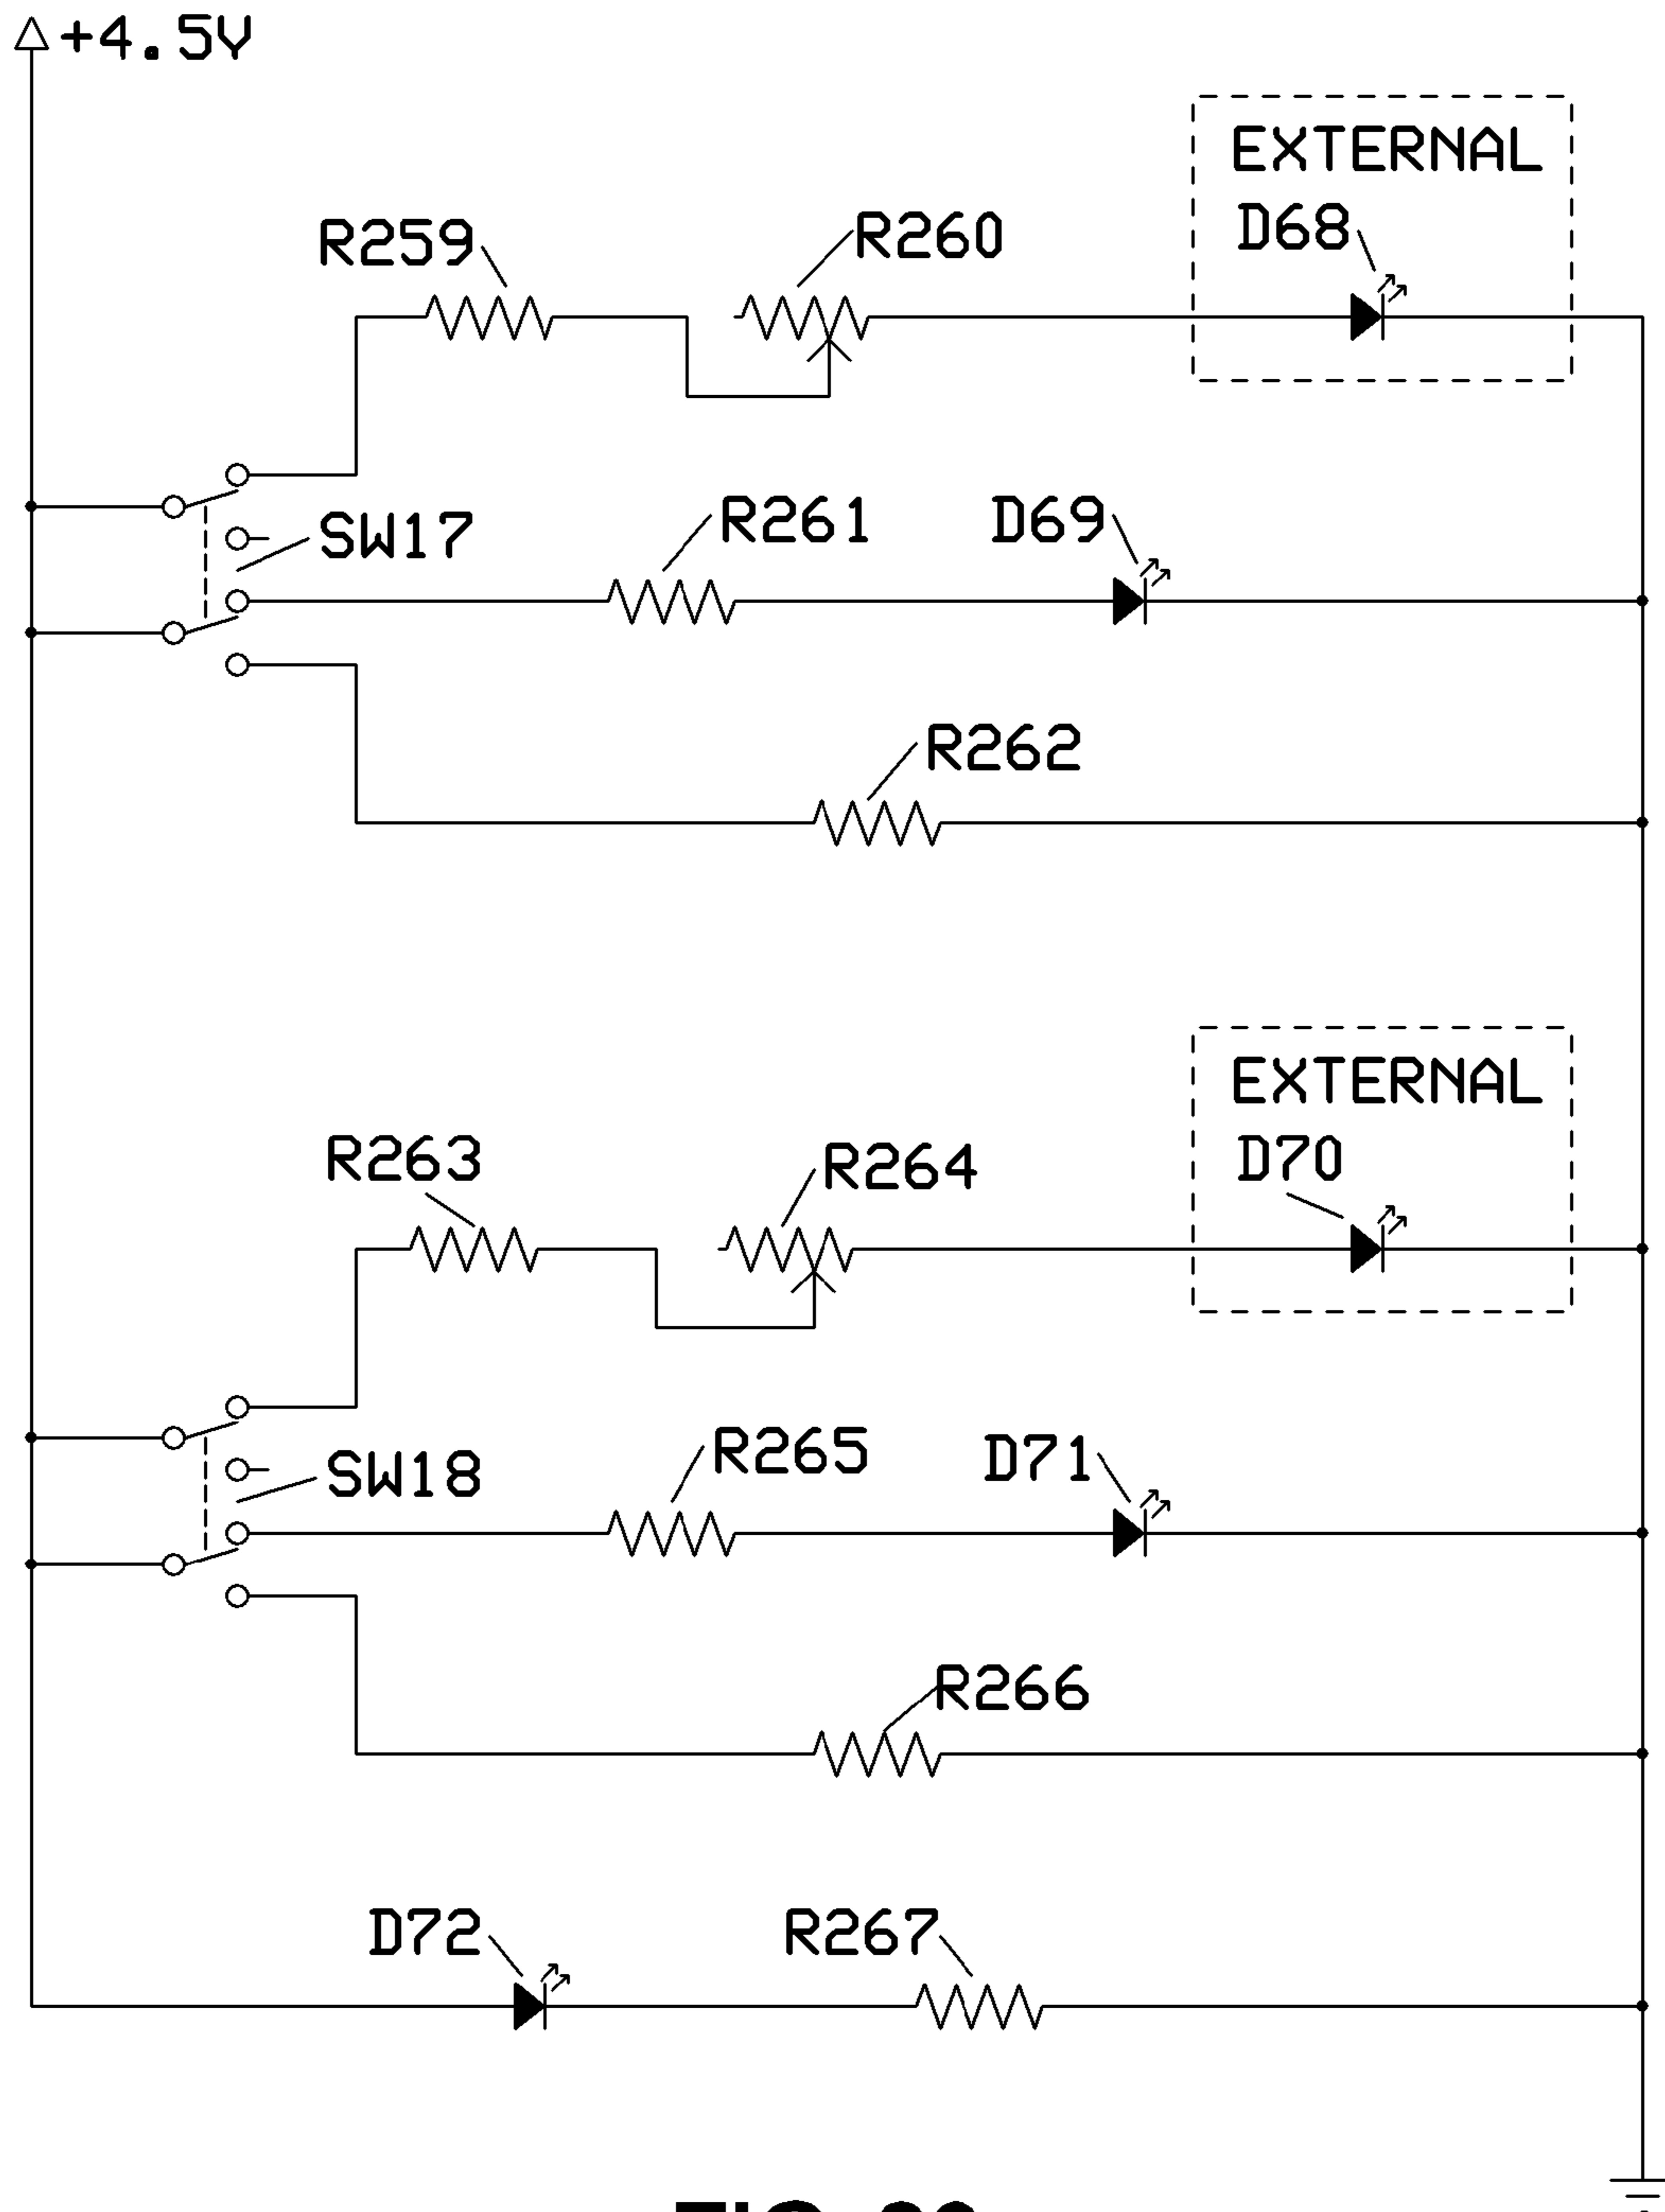 +4.5V
EXTERNAL
D68
R259
R260
SW17
R261
D69
R262
EXTERNAL
D70
R263
R264
SW18
R265
D71
R266
D72
R267